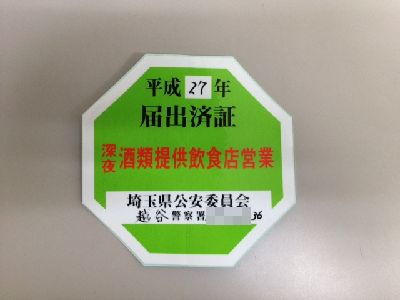 平成27年
届出済証
深夜酒類提供飲食店営業
埼玉県公安委員会
越谷警察署 36